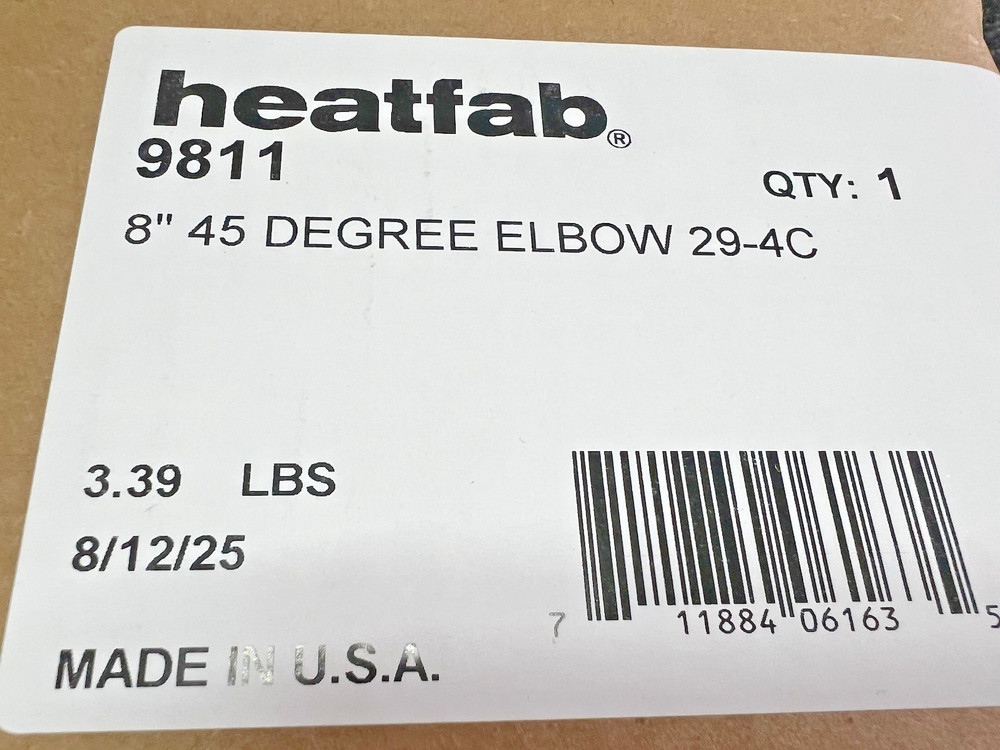 heatfab®
9811
QTY: 1
8" 45 DEGREE ELBOW 29-4C
3.39 LBS
8/12/25
7 11884 06163 5
MADE IN U.S.A.